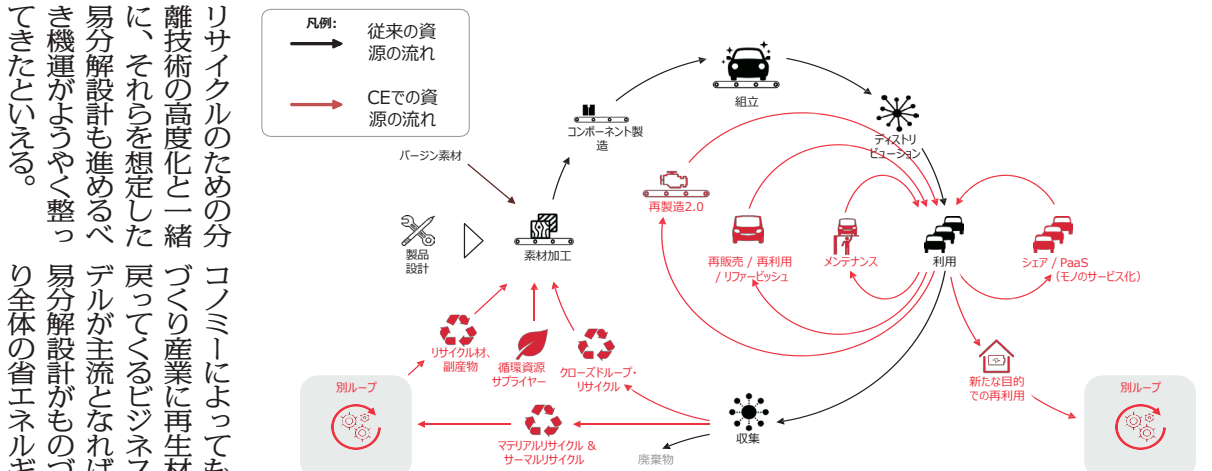 リサイクルのための分
離技術の高度化と一緒
に、それらを想定した
易分解設計も進めるべ
き機運がようやく整っ
てきたといえる。
コノミーによっても
づくり産業に再生材
戻ってくるビジネス
デルが主流となれば
易分解設計がものづ
り全体の省エネルギ
凡例:
従来の資
源の流れ
CEでの資
源の流れ
組立
コンポーネント製
造
ディストリ
ビューション
バージン素材
再製造2.0
製品
設計
素材加工
再販売 / 再利用
/ リファービッシュ
メンテナンス
利用
シェア / PaaS
(モノのサービス化)
リサイクル材、
副産物
循環資源
サプライヤー
クローズドループ・
リサイクル
新たな目的
での再利用
別ループ
別ループ
マテリアルリサイクル &
サーマルリサイクル
収集
廃棄物